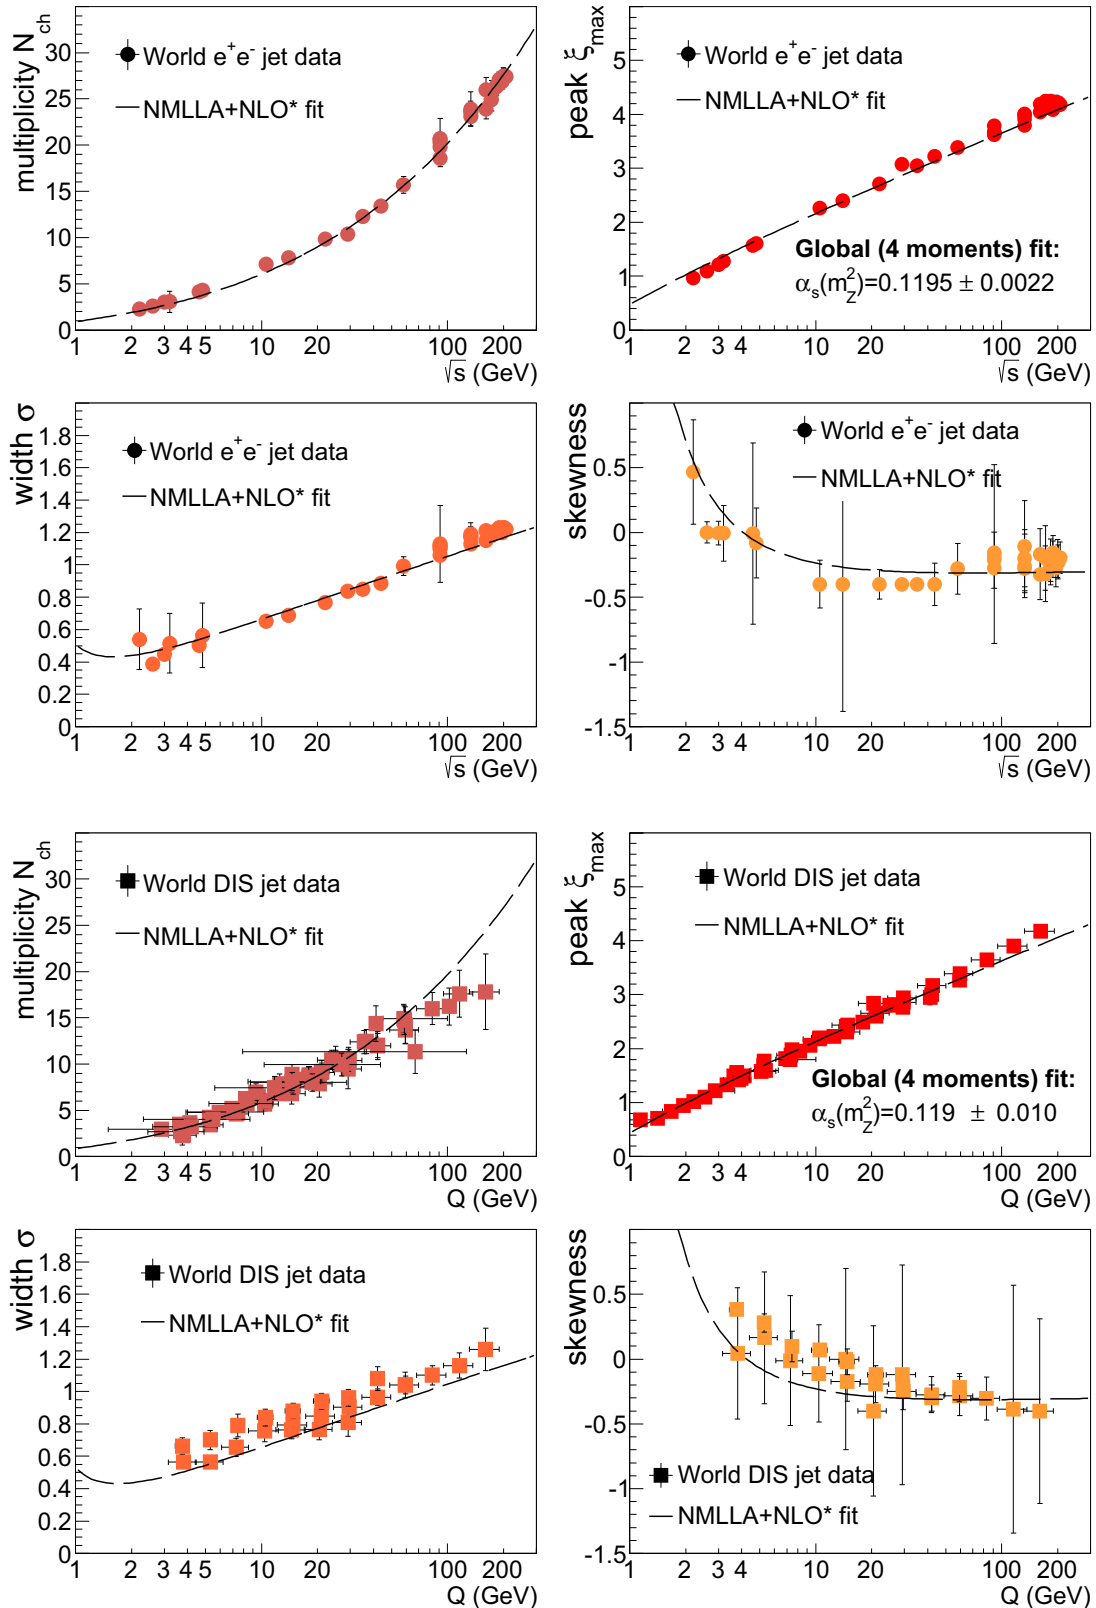 multiplicity N_ch
30
25
20
15
10
5
0
World e⁺e⁻ jet data
NMLLA+NLO* fit
1 2 3 4 5 10 20 100 200
√s (GeV)
peak ξ_max
5
4
3
2
1
0
World e⁺e⁻ jet data
NMLLA+NLO* fit
Global (4 moments) fit:
α_s(m_Z²)=0.1195 ± 0.0022
1 2 3 4 10 20 100 200
√s (GeV)
width σ
1.8
1.6
1.4
1.2
1
0.8
0.6
0.4
0.2
0
World e⁺e⁻ jet data
NMLLA+NLO* fit
1 2 3 4 5 10 20 100 200
√s (GeV)
skewness
0.5
0
-0.5
-1
-1.5
World e⁺e⁻ jet data
NMLLA+NLO* fit
2 3 4 10 20 100 200
√s (GeV)
multiplicity N_ch
30
25
20
15
10
5
0
World DIS jet data
NMLLA+NLO* fit
1 2 3 4 5 10 20 100 200
Q (GeV)
peak ξ_max
5
4
3
2
1
0
World DIS jet data
NMLLA+NLO* fit
Global (4 moments) fit:
α_s(m_Z²)=0.119 ± 0.010
1 2 3 4 10 20 100 200
Q (GeV)
width σ
1.8
1.6
1.4
1.2
1
0.8
0.6
0.4
0.2
0
World DIS jet data
NMLLA+NLO* fit
1 2 3 4 5 10 20 100 200
Q (GeV)
skewness
0.5
0
-0.5
-1
-1.5
World DIS jet data
NMLLA+NLO* fit
1 2 3 4 10 20 100 200
Q (GeV)